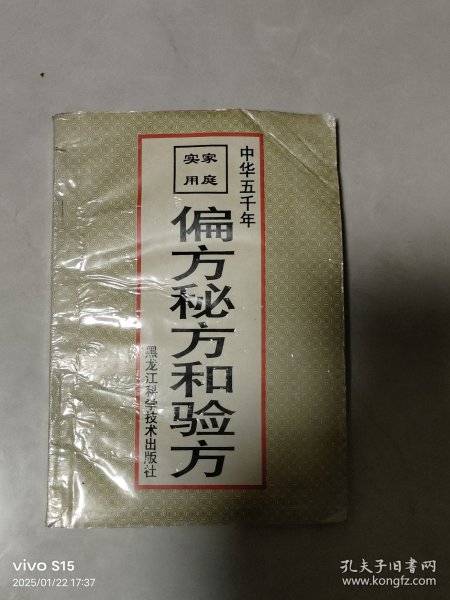 中华五千年
家庭
实用
偏方秘方和验方
黑龙江科学技术出版社
vivo S15
2025/01/22 17:37
孔夫子旧书网
www.kongfz.com